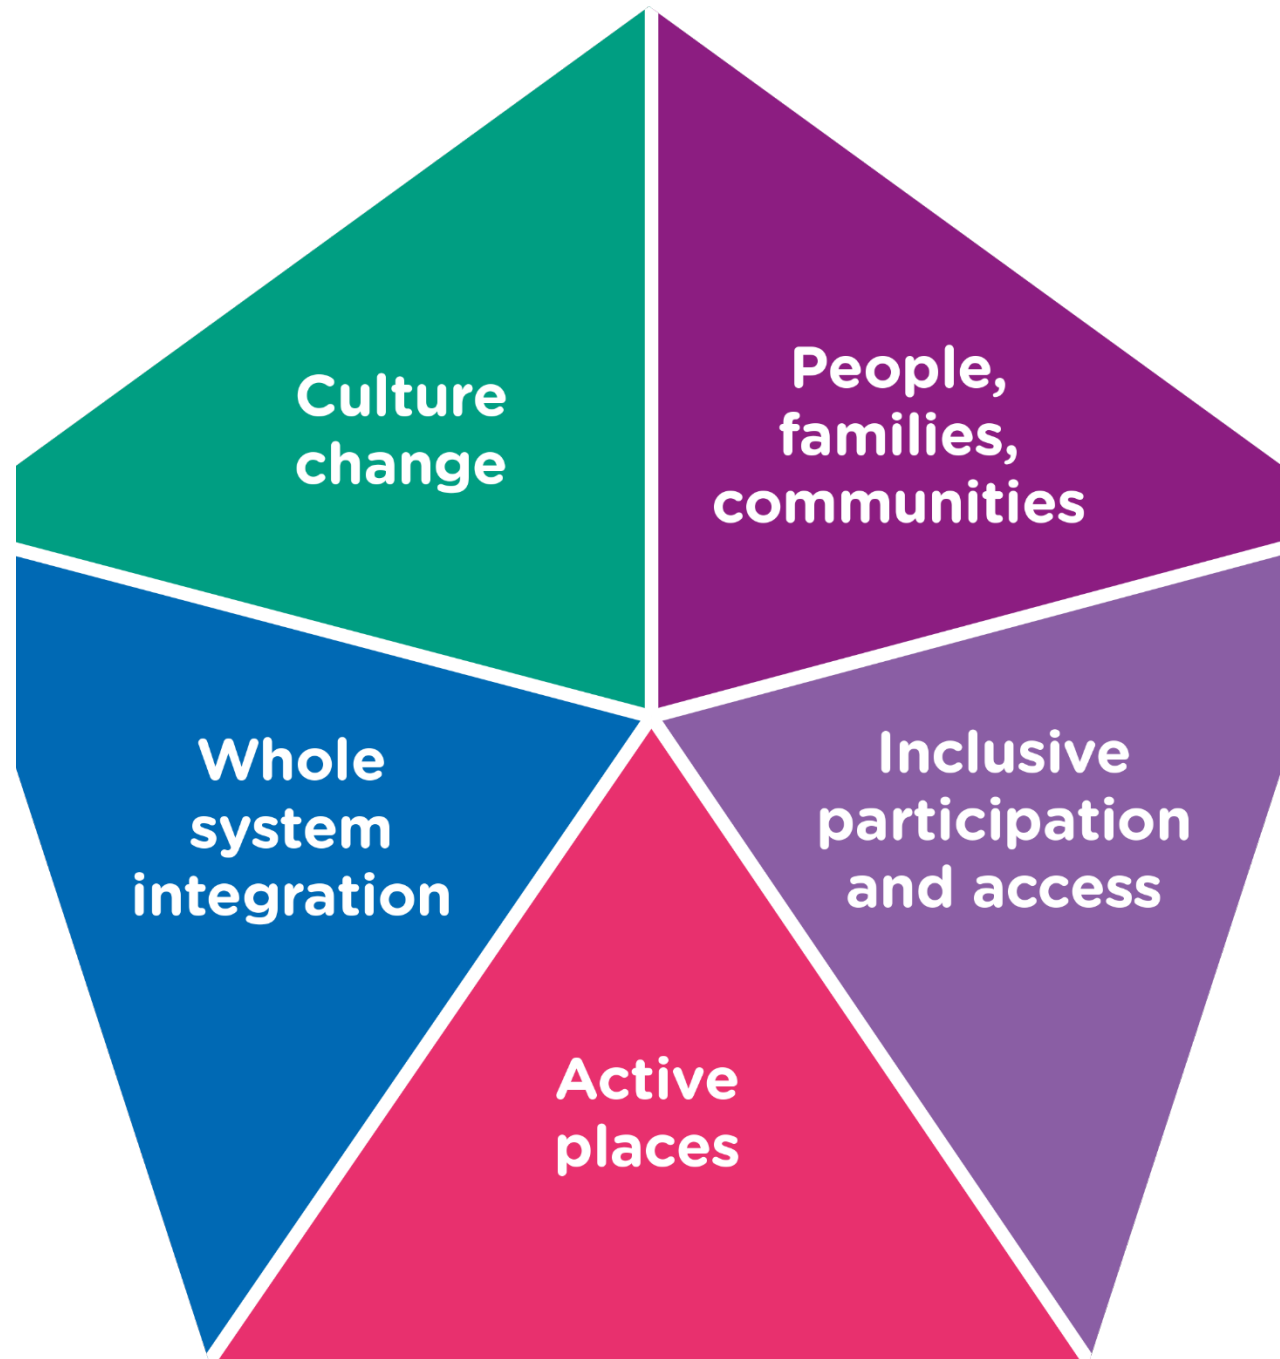 Culture
change
People,
families,
communities
Whole
system
integration
Inclusive
participation
and access
Active
places